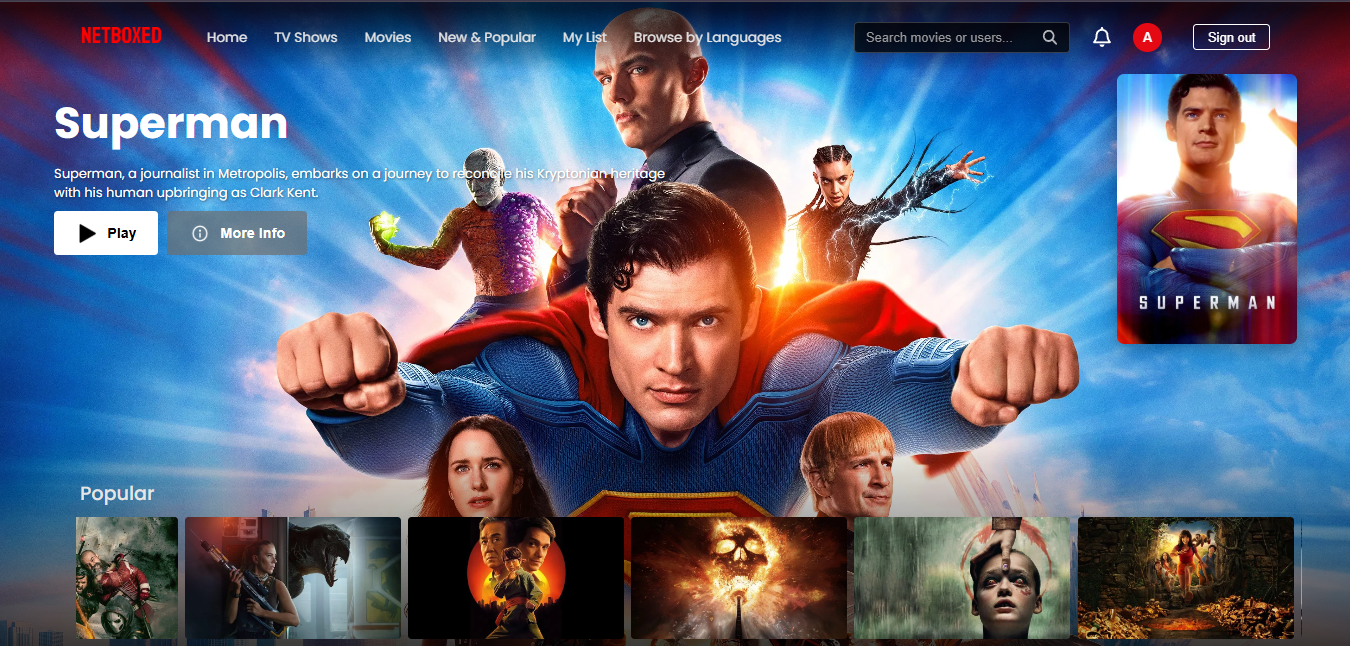 NETBOXED
Home
TV Shows
Movies
New & Popular
My List
Browse by Languages
Search movies or users...
A
Sign out
Superman
Superman, a journalist in Metropolis, embarks on a journey to reconcile his Kryptonian heritage
with his human upbringing as Clark Kent.
Play
More Info
SUPERMAN
Popular